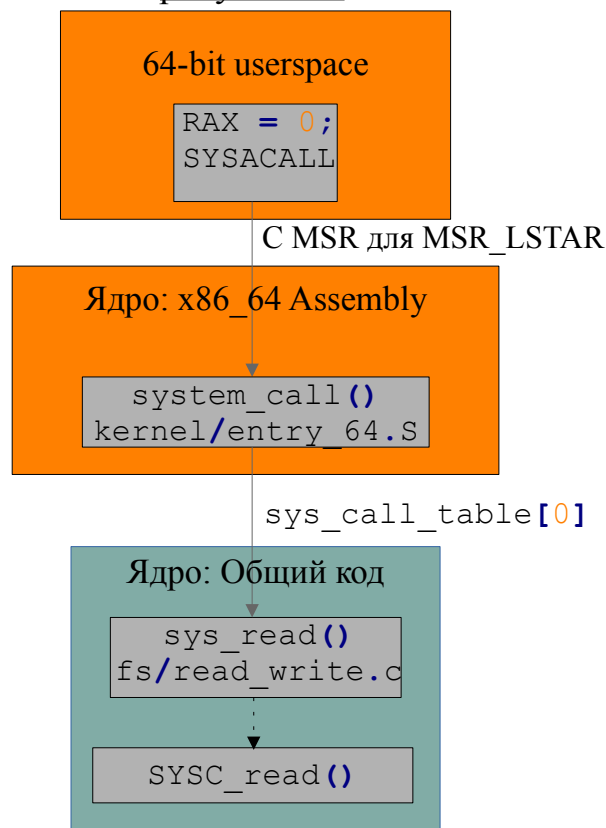 64-bit userspace
RAX = 0;
SYSACALL
С MSR для MSR_LSTAR
Ядро: x86_64 Assembly
system_call()
kernel/entry_64.S
sys_call_table[0]
Ядро: Общий код
sys_read()
fs/read_write.c
SYSC_read()